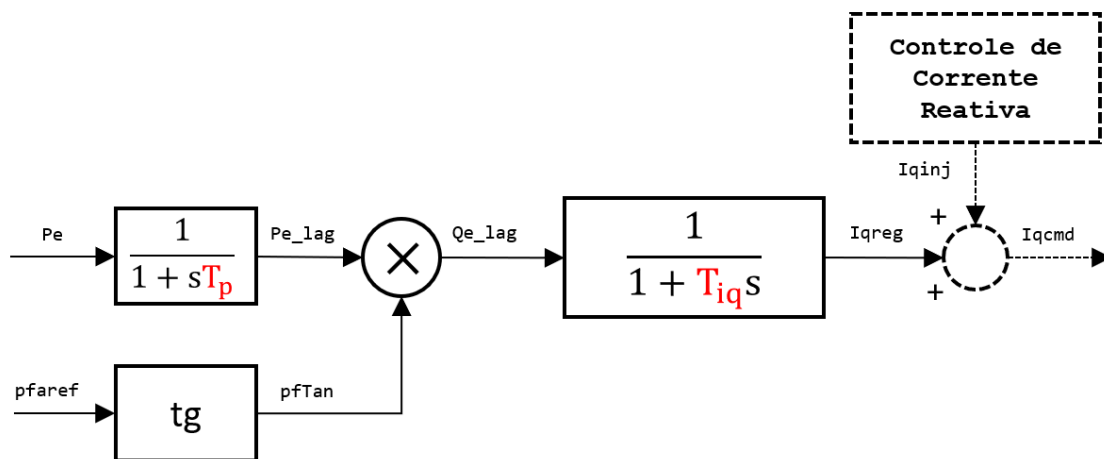 Controle de
Corrente
Reativa
Iqinj
Pe
1
1 + sTp
Pe_lag
×
Qe_lag
1
1 + Tiqs
Iqreg
+
+
Iqcmd
pfaref
tg
pfTan